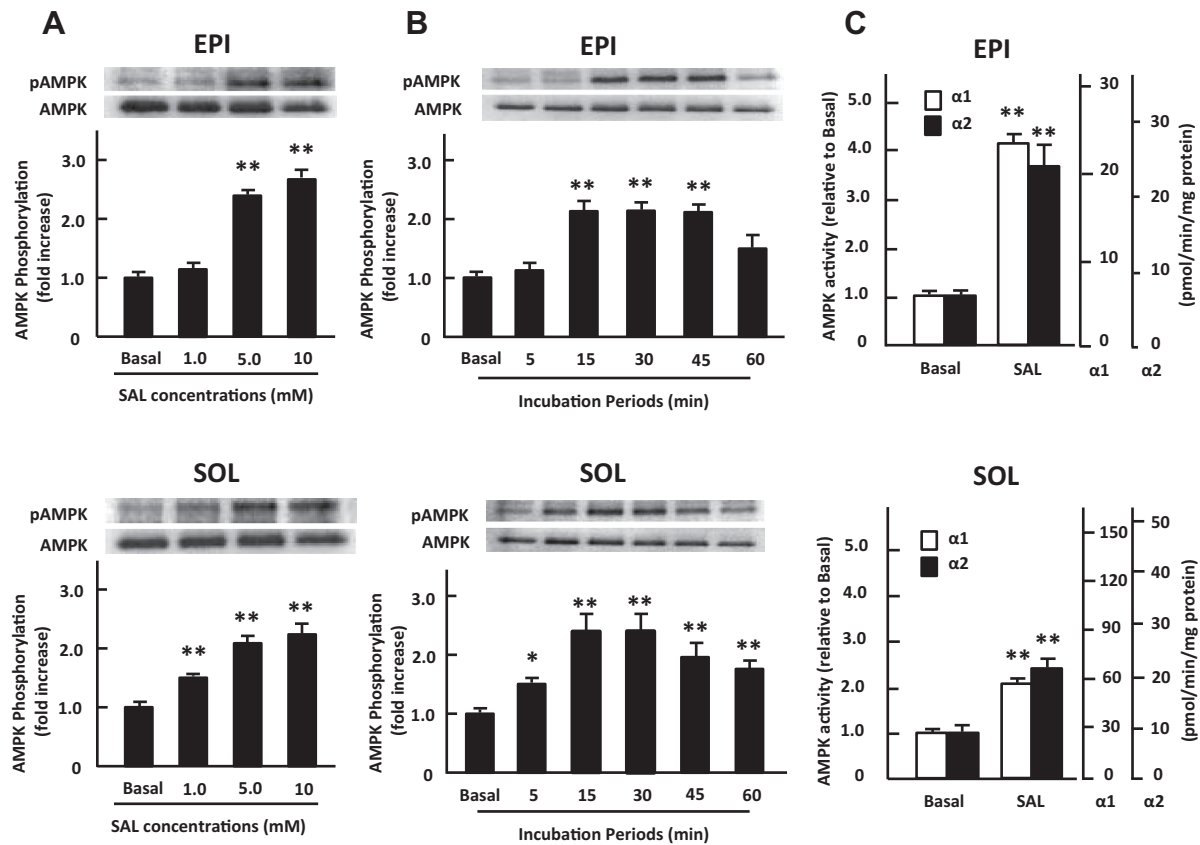 A
B
C
EPI
pAMPK
AMPK
AMPK Phosphorylation
(fold increase)
3.0
2.0
1.0
0
**
**
Basal 1.0 5.0 10
SAL concentrations (mM)
EPI
pAMPK
AMPK
AMPK Phosphorylation
(fold increase)
3.0
2.0
1.0
0
** ** **
Basal 5 15 30 45 60
Incubation Periods (min)
EPI
AMPK activity (relative to Basal)
5.0
4.0
3.0
2.0
1.0
0
α1
α2
**
**
Basal SAL α1 α2
30
20
10
0
30
20
10
0
(pmol/min/mg protein)
SOL
pAMPK
AMPK
AMPK Phosphorylation
(fold increase)
3.0
2.0
1.0
0
**
**
**
Basal 1.0 5.0 10
SAL concentrations (mM)
SOL
pAMPK
AMPK
AMPK Phosphorylation
(fold increase)
3.0
2.0
1.0
0
*
** **
**
**
Basal 5 15 30 45 60
Incubation Periods (min)
SOL
AMPK activity (relative to Basal)
5.0
4.0
3.0
2.0
1.0
0
α1
α2
**
**
Basal SAL α1 α2
150
120
90
60
30
0
50
40
30
20
10
0
(pmol/min/mg protein)